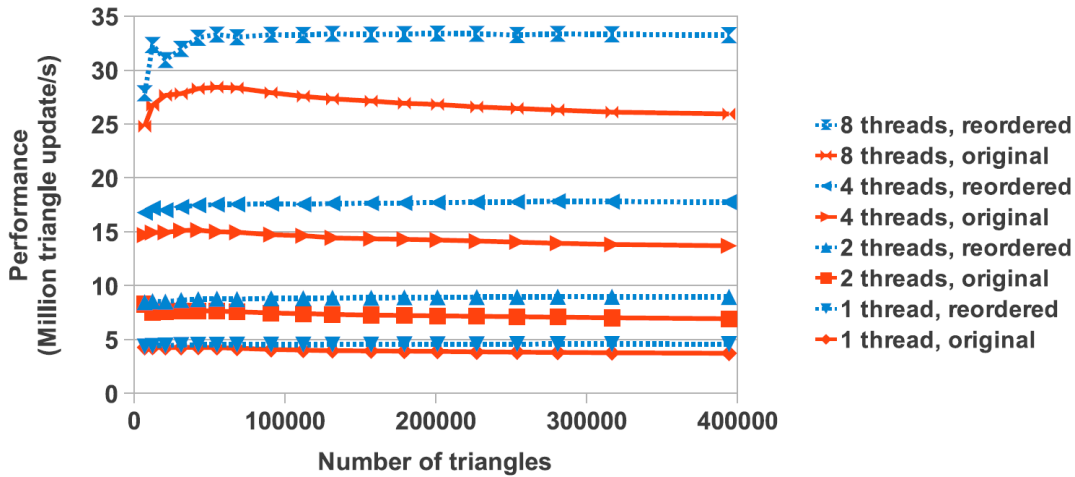 35
30
25
20
15
10
5
0
Performance
(Million triangle update/s)
0 100000 200000 300000 400000
Number of triangles
8 threads, reordered
8 threads, original
4 threads, reordered
4 threads, original
2 threads, reordered
2 threads, original
1 thread, reordered
1 thread, original